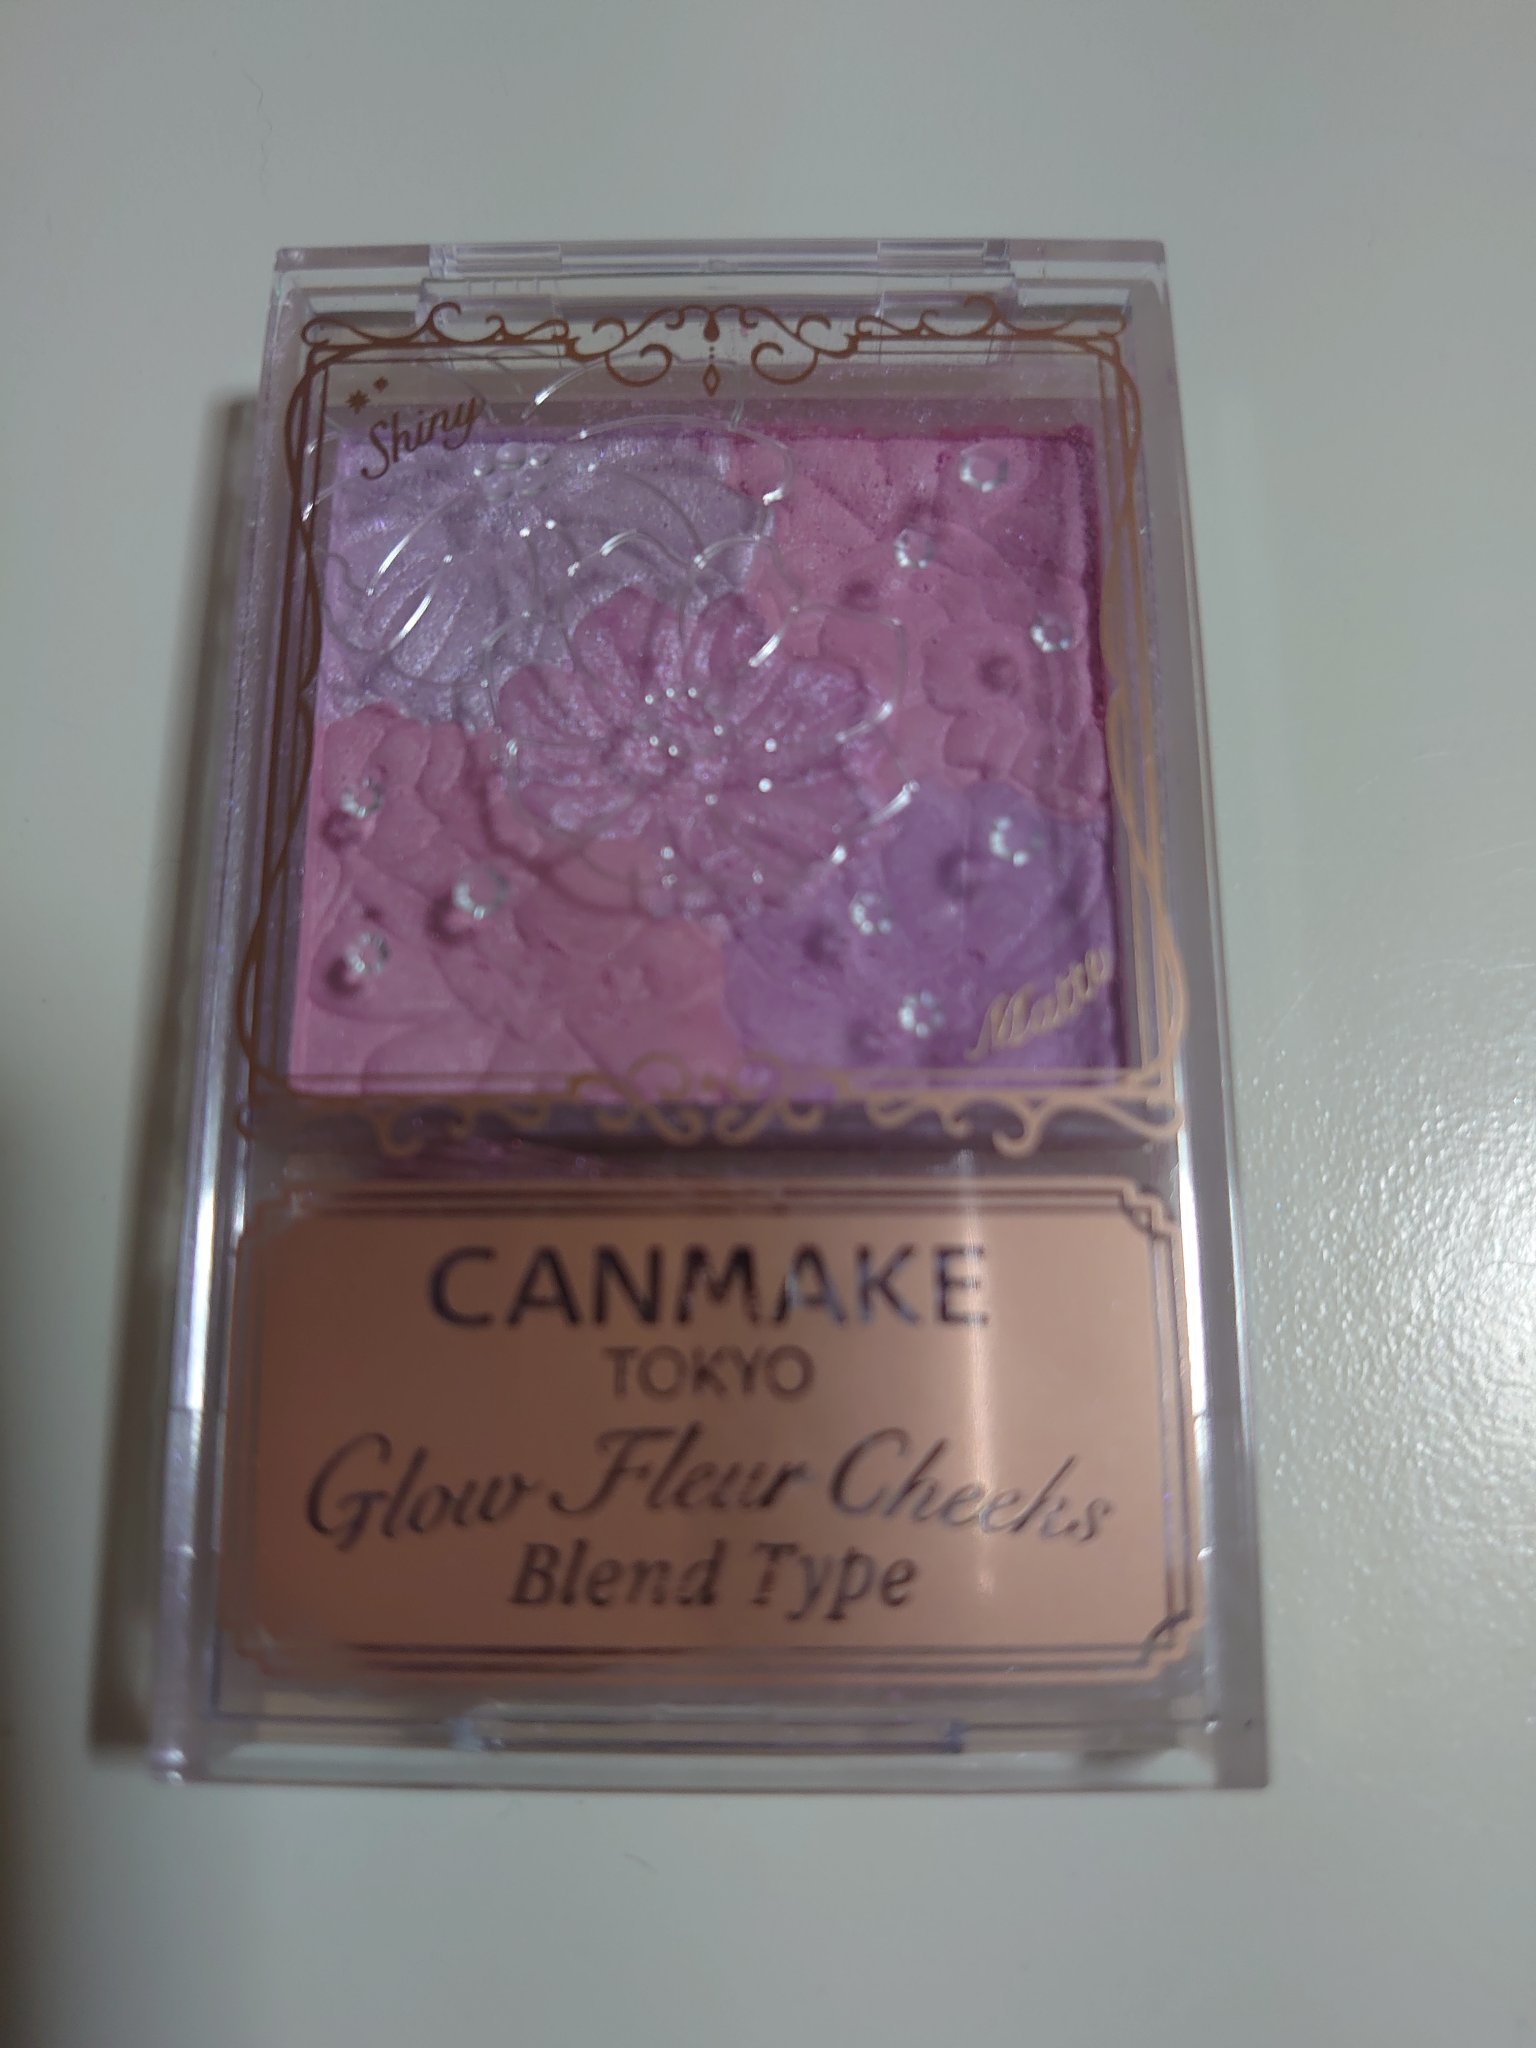 Shiny
Matte
CANMAKE
TOKYO
Glow Fleur Cheeks
Blend Type